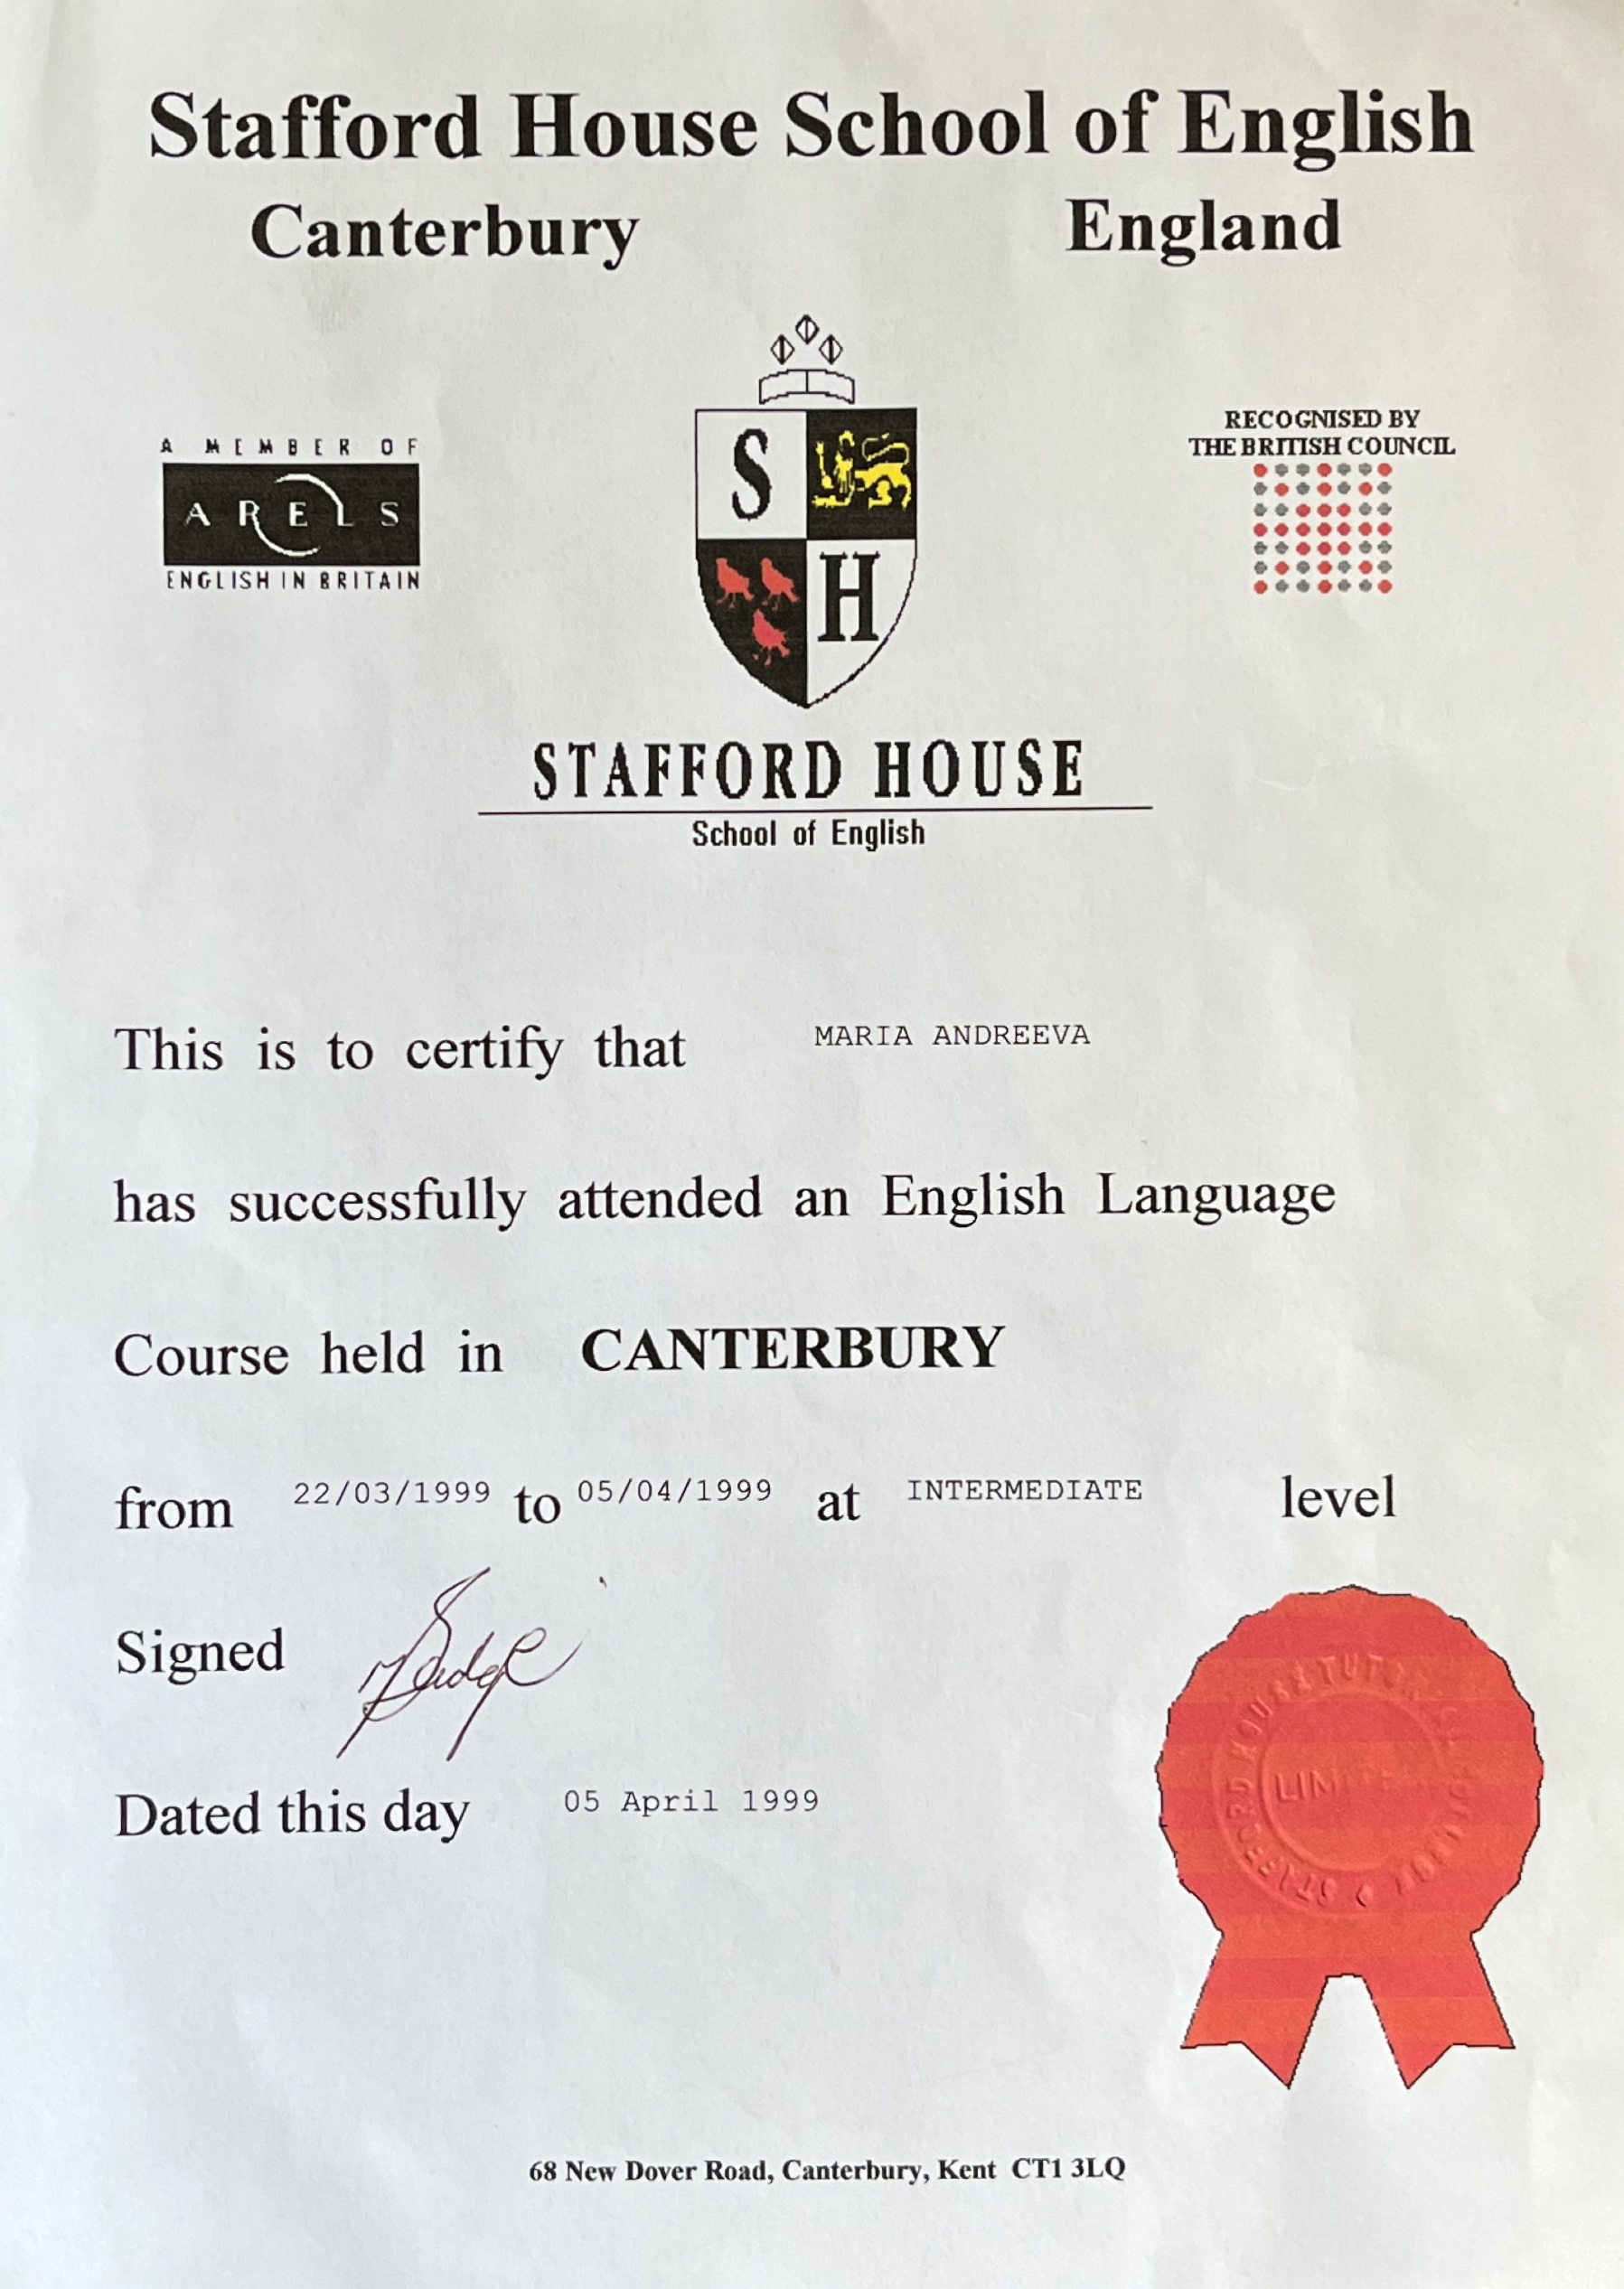 Stafford House School of English
Canterbury England
A MEMBER OF
ARELS
ENGLISH IN BRITAIN
RECOGNISED BY
THE BRITISH COUNCIL
S
H
STAFFORD HOUSE
School of English
This is to certify that MARIA ANDREEVA
has successfully attended an English Language
Course held in CANTERBURY
from 22/03/1999 to 05/04/1999 at INTERMEDIATE level
Signed
Dated this day 05 April 1999
STAFFORD HOUSE
68 New Dover Road, Canterbury, Kent CT1 3LQ